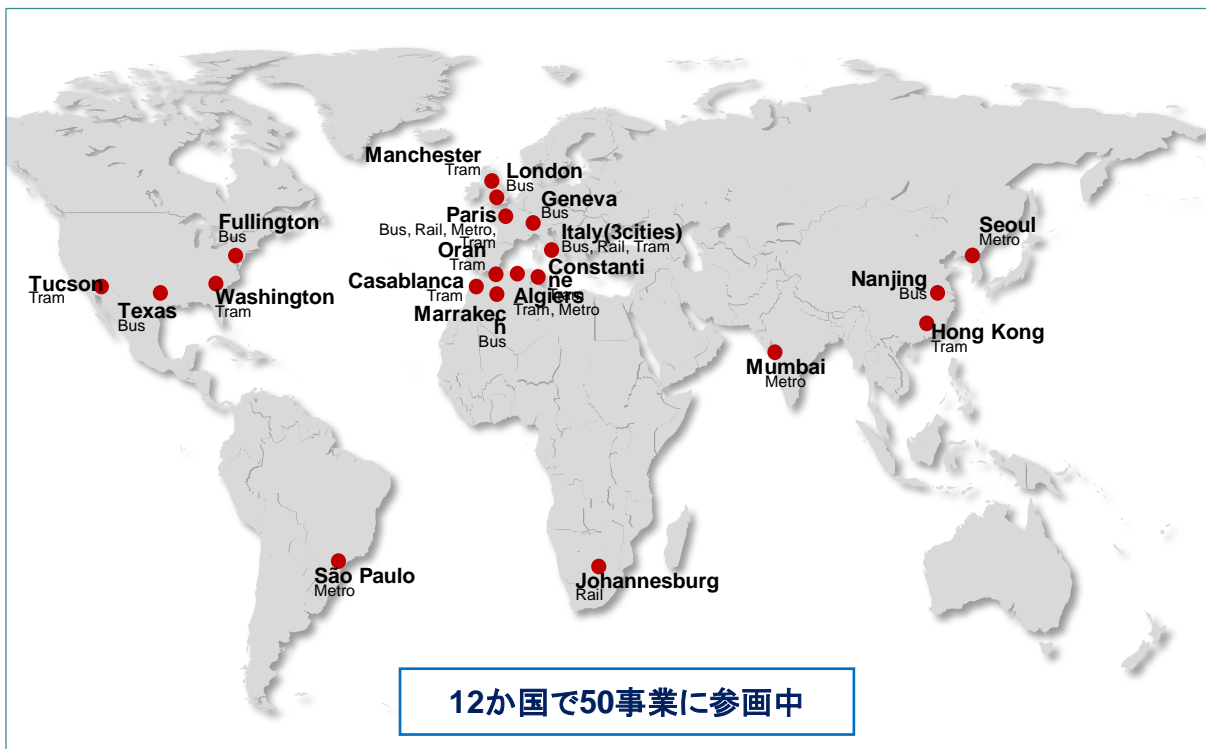 Manchester
Tram
London
Bus
Geneva
Bus
Paris
Bus, Rail, Metro,
Tram
Italy(3cities)
Bus, Rail, Tram
Fullington
Bus
Seoul
Metro
Oran
Tram
Constanti
ne
Tram
Tucson
Tram
Texas
Bus
Washington
Tram
Casablanca
Tram
Algiers
Tram, Metro
Marrakec
h
Bus
Nanjing
Bus
Hong Kong
Tram
Mumbai
Metro
São Paulo
Metro
Johannesburg
Rail
12か国で50事業に参画中